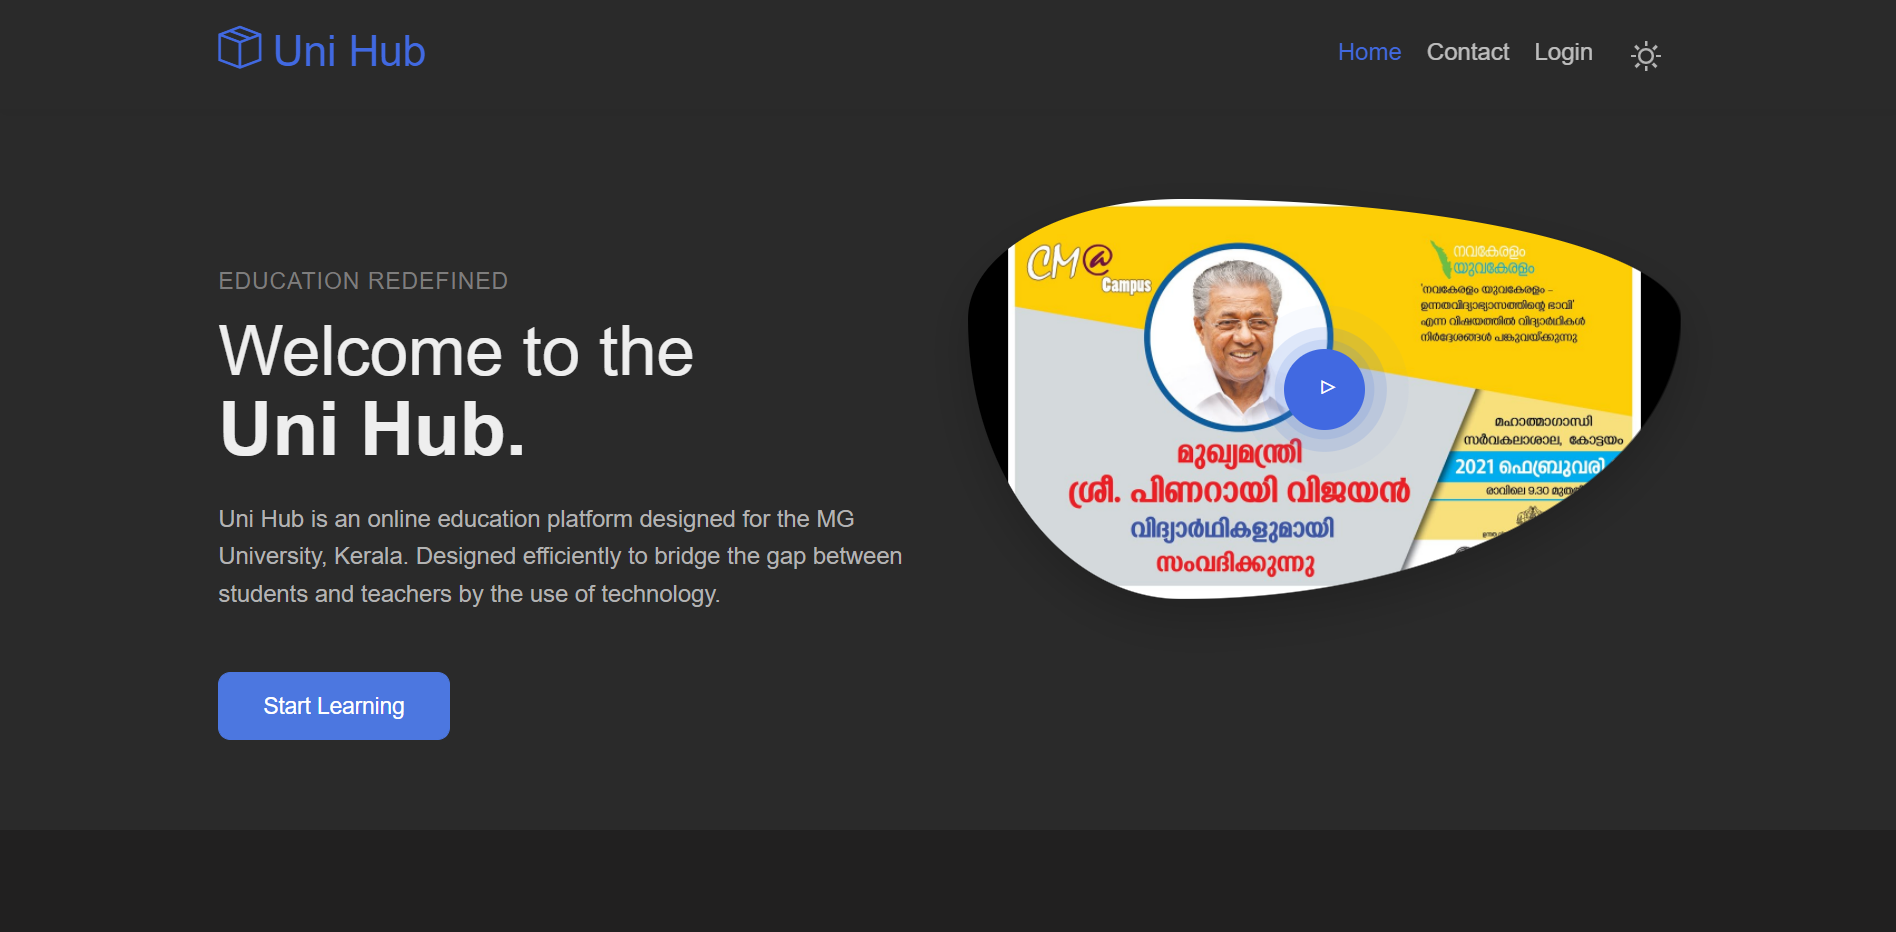 Uni Hub
Home Contact Login
EDUCATION REDEFINED
Welcome to the
Uni Hub.
Uni Hub is an online education platform designed for the MG
University, Kerala. Designed efficiently to bridge the gap between
students and teachers by the use of technology.
Start Learning
CM@
Campus
നവകേരളം
യുവകേരളം
'നവകേരളം യുവകേരളം –
ഉന്നതവിദ്യാഭ്യാസത്തിന്റെ ഭാവി'
എന്ന വിഷയത്തിൽ വിദ്യാർഥികൾ
നിർദ്ദേശങ്ങൾ പങ്കുവയ്ക്കുന്നു
മുഖ്യമന്ത്രി
ശ്രീ. പിണറായി വിജയൻ
വിദ്യാർഥികളുമായി
സംവദിക്കുന്നു
മഹാത്മാഗാന്ധി
സർവകലാശാല, കോട്ടയം
2021 ഫെബ്രുവരി
രാവിലെ 9.30